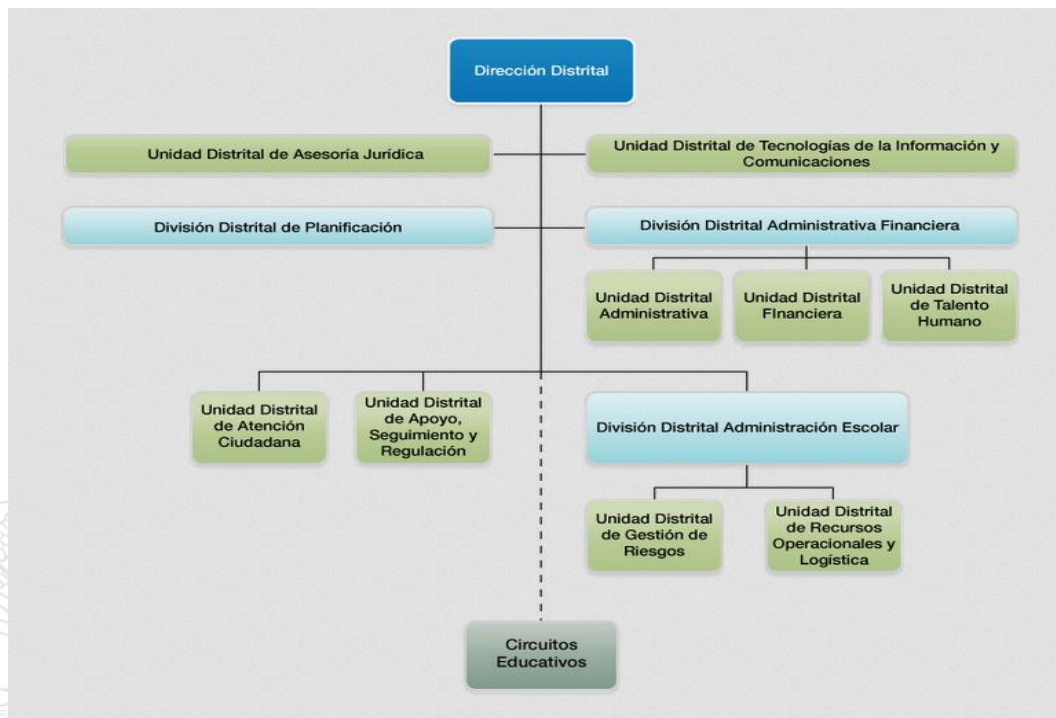 Dirección Distrital
Unidad Distrital de Asesoría Jurídica
Unidad Distrital de Tecnologías de la Información y
Comunicaciones
División Distrital de Planificación
División Distrital Administrativa Financiera
Unidad Distrital
Administrativa
Unidad Distrital
FInanciera
Unidad Distrital
de Talento
Humano
Unidad Distrital
de Atención
Ciudadana
Unidad Distrital
de Apoyo,
Seguimiento y
Regulación
División Distrital Administración Escolar
Unidad Distrital
de Gestión de
Riesgos
Unidad Distrital
de Recursos
Operacionales y
Logística
Circuitos
Educativos